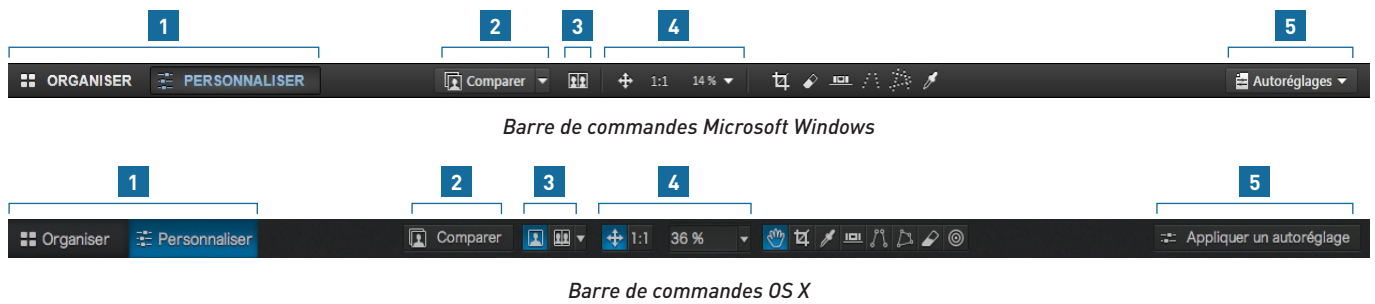 1 2 3 4 5
ORGANISER PERSONNALISER Comparer 1:1 14 % Autoréglages
Barre de commandes Microsoft Windows
1 2 3 4 5
Organiser Personnaliser Comparer 1:1 36 % Appliquer un autoréglage
Barre de commandes OS X